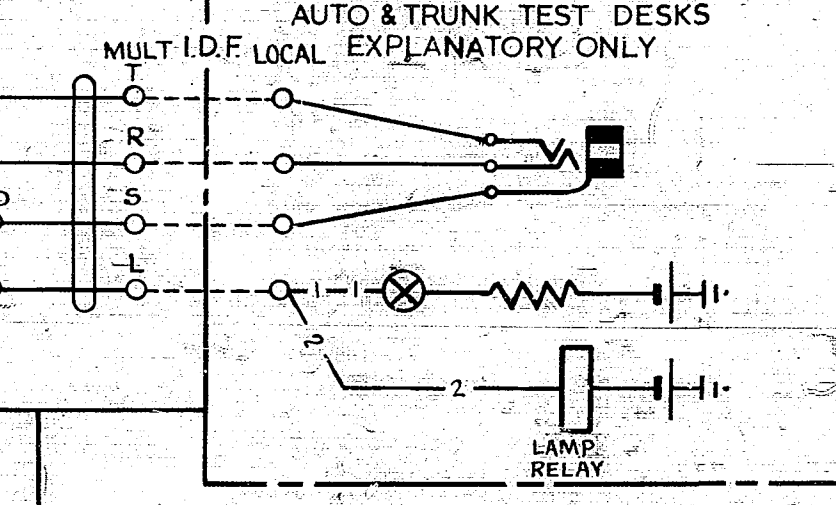 AUTO & TRUNK TEST DESKS
EXPLANATORY ONLY
MULT I.D.F. LOCAL
T
R
S
L
1 1
2
2
LAMP
RELAY